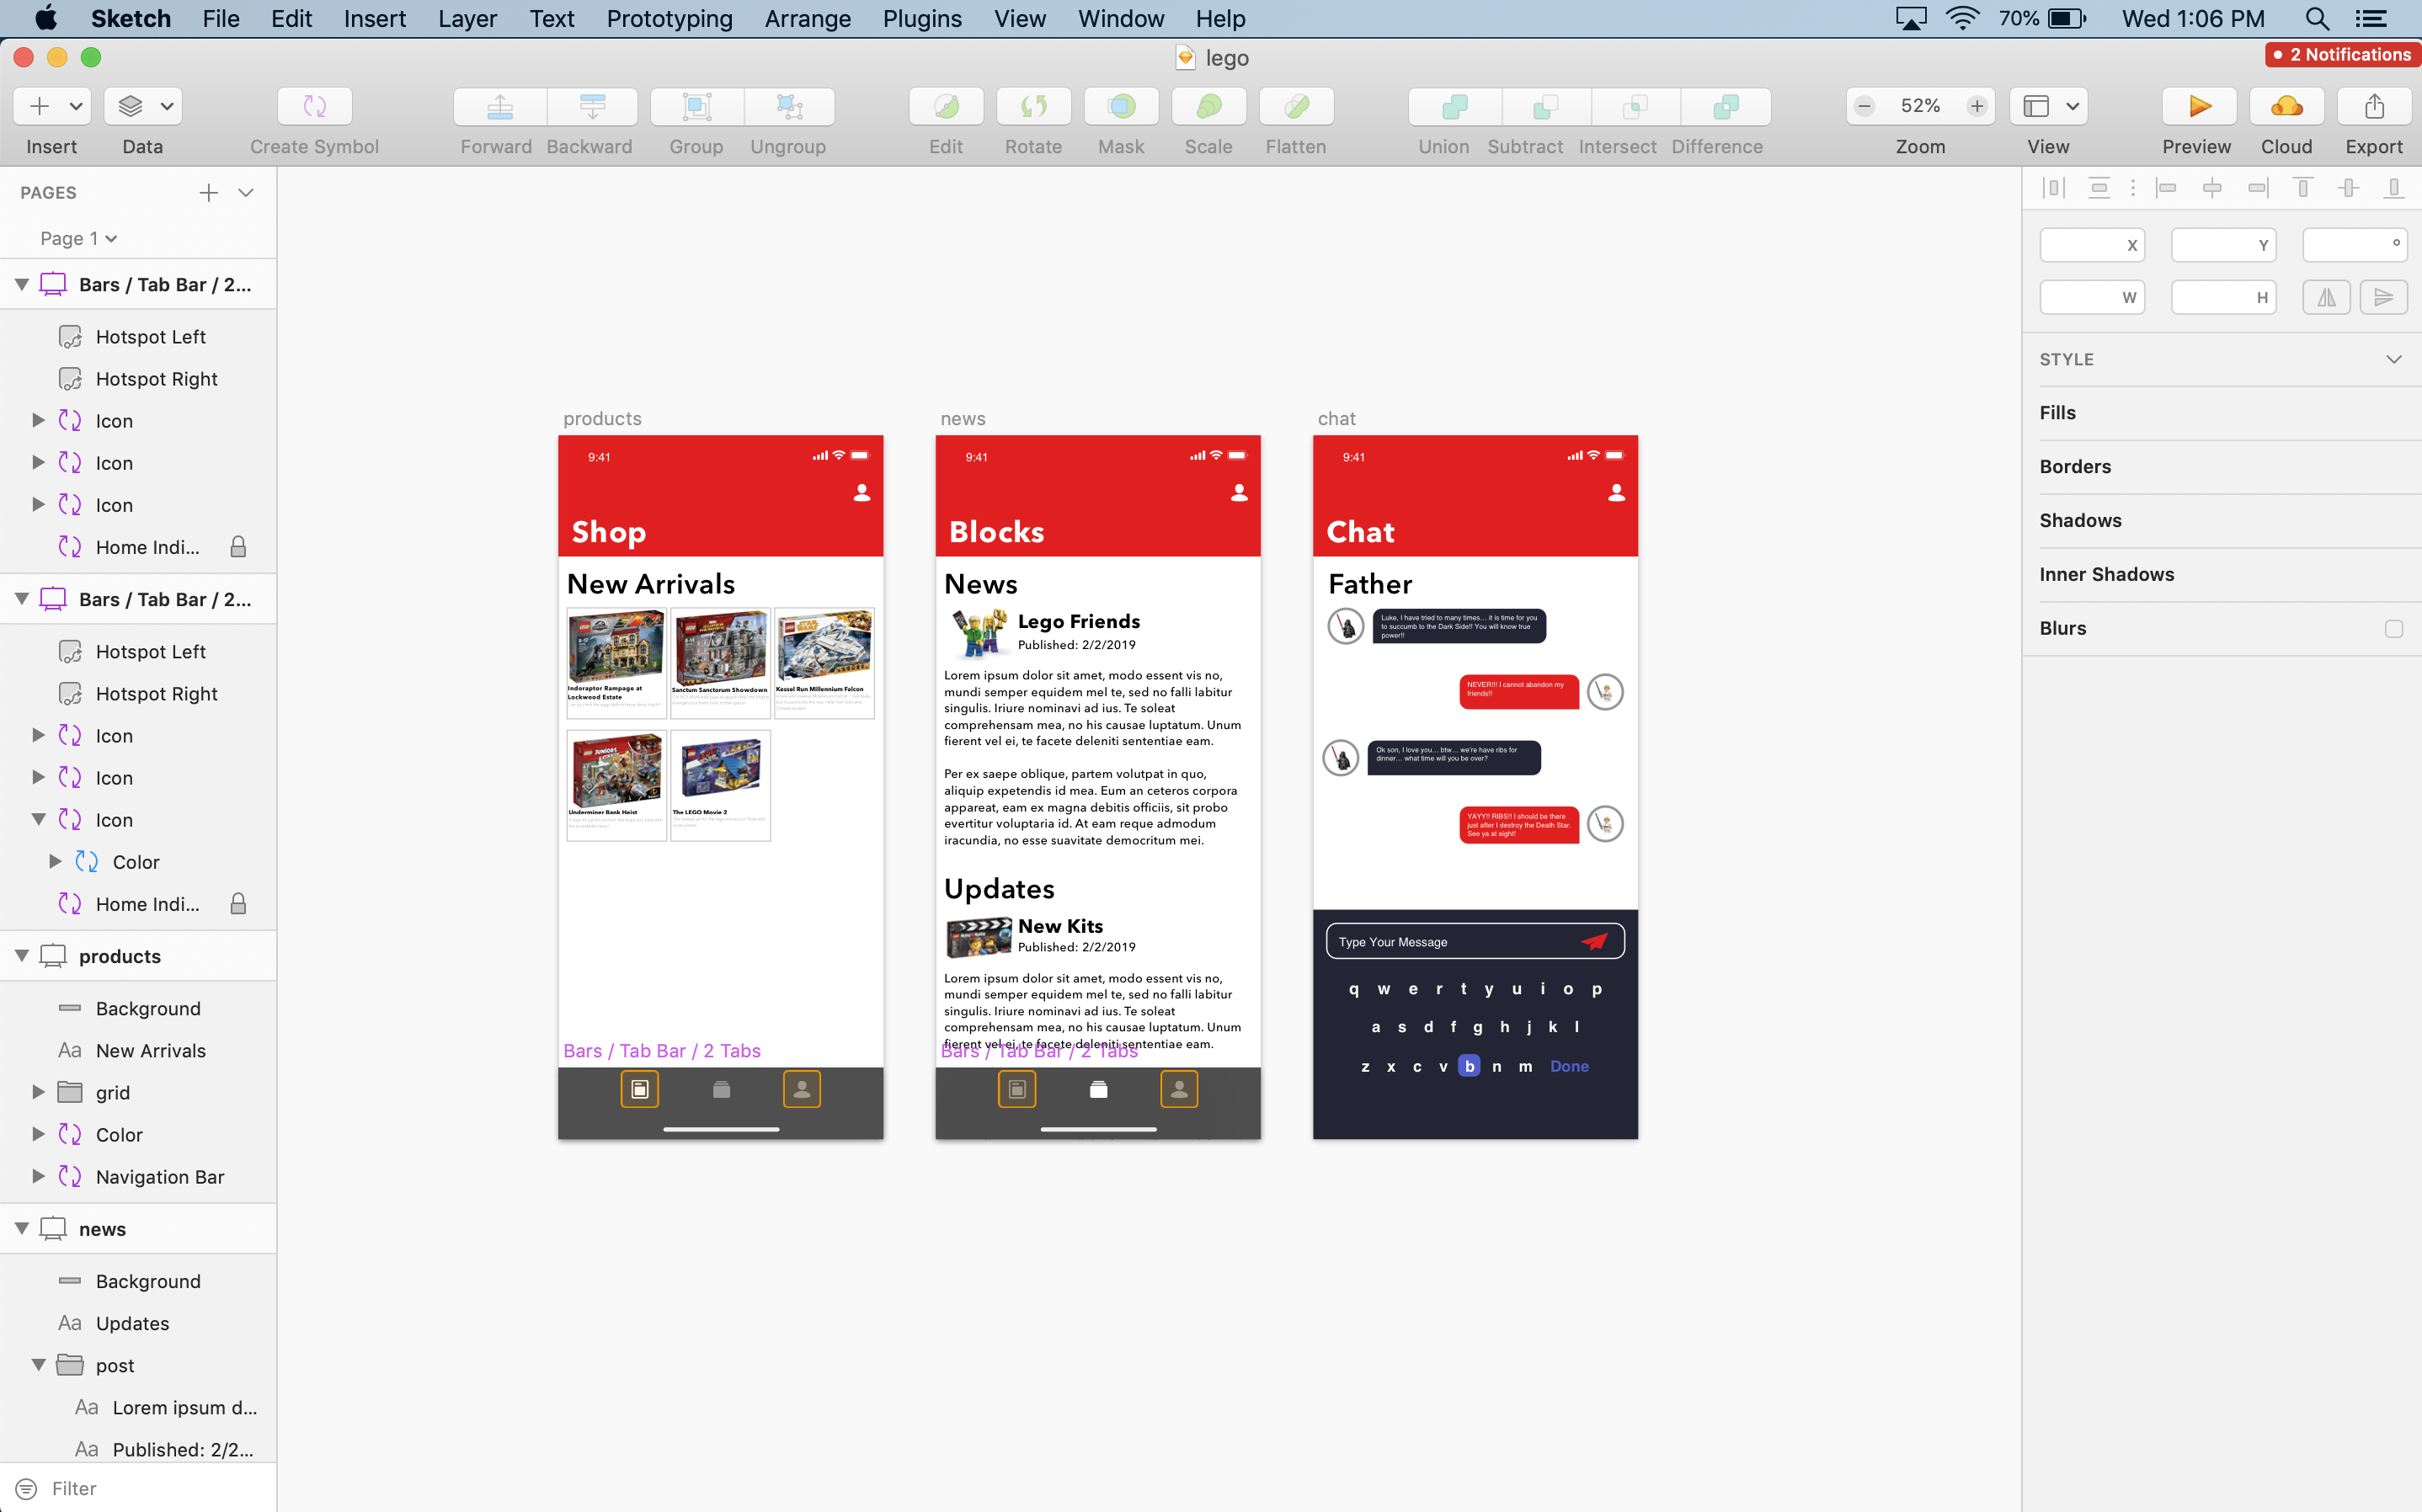 Sketch File Edit Insert Layer Text Prototyping Arrange Plugins View Window Help 70% Wed 1:06 PM
lego
2 Notifications
52%
Insert Data Create Symbol Forward Backward Group Ungroup Edit Rotate Mask Scale Flatten Union Subtract Intersect Difference Zoom View Preview Cloud Export
PAGES
Page 1
Bars / Tab Bar / 2...
Hotspot Left
Hotspot Right
Icon
Icon
Icon
Home Indi...
Bars / Tab Bar / 2...
Hotspot Left
Hotspot Right
Icon
Icon
Icon
Color
Home Indi...
products
Background
Aa New Arrivals
grid
Color
Navigation Bar
news
Background
Aa Updates
post
Aa Lorem ipsum d...
Aa Published: 2/2...
Filter
products
9:41
Shop
New Arrivals
Indoraptor Rampage at
Lockwood Estate
Sanctum Sanctorum Showdown
Kessel Run Millennium Falcon
Underminer Bank Heist
The LEGO Movie 2
Bars / Tab Bar / 2 Tabs
news
9:41
Blocks
News
Lego Friends
Published: 2/2/2019
Lorem ipsum dolor sit amet, modo essent vis no,
mundi semper equidem mel te, sed no falli labitur
singulis. Iriure nominavi ad ius. Te soleat
comprehensam mea, no his causae luptatum. Unum
fierent vel ei, te facete deleniti sententiae eam.
Per ex saepe oblique, partem volutpat in quo,
aliquip expetendis id mea. Eum an ceteros corpora
appareat, eam ex magna debitis officiis, sit probo
evertitur voluptaria id. At eam reque admodum
iracundia, no esse suavitate democritum mei.
Updates
New Kits
Published: 2/2/2019
Lorem ipsum dolor sit amet, modo essent vis no,
mundi semper equidem mel te, sed no falli labitur
singulis. Iriure nominavi ad ius. Te soleat
comprehensam mea, no his causae luptatum. Unum
fierent vel ei, te facete deleniti sententiae eam.
Bars / Tab Bar / 2 Tabs
chat
9:41
Chat
Father
Luke, I have tried to many times... it is time for you
to succumb to the Dark Side!! You will know true
power!!
NEVER!!! I cannot abandon my
friends!!
Ok son, I love you... btw... we're have ribs for
dinner... what time will you be over?
YAYY!! RIBS!! I should be there
just after I destroy the Death Star.
See ya at eight!!
Type Your Message
q w e r t y u i o p
a s d f g h j k l
z x c v b n m Done
X Y °
W H
STYLE
Fills
Borders
Shadows
Inner Shadows
Blurs